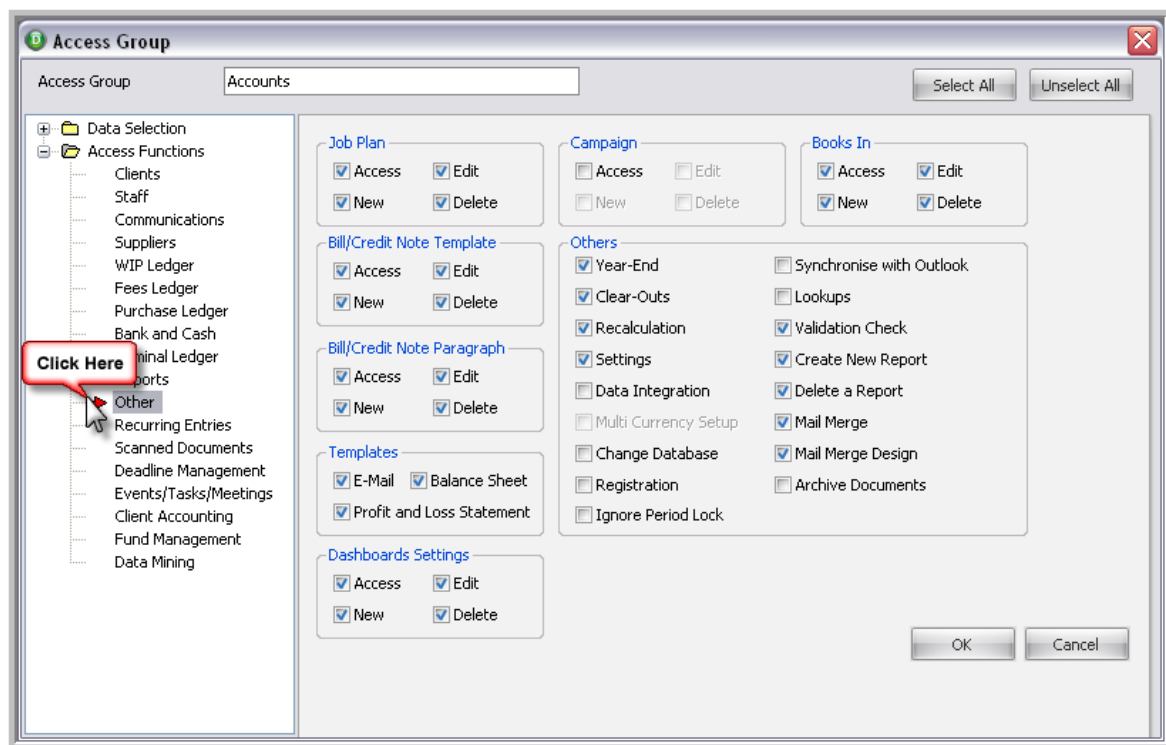 Access Group
Access Group Accounts Select All Unselect All
Data Selection
Access Functions
Clients
Staff
Communications
Suppliers
WIP Ledger
Fees Ledger
Purchase Ledger
Bank and Cash
minal Ledger
ports
Other
Recurring Entries
Scanned Documents
Deadline Management
Events/Tasks/Meetings
Client Accounting
Fund Management
Data Mining
Click Here
Job Plan
Access Edit
New Delete
Campaign
Access Edit
New Delete
Books In
Access Edit
New Delete
Bill/Credit Note Template
Access Edit
New Delete
Bill/Credit Note Paragraph
Access Edit
New Delete
Templates
E-Mail Balance Sheet
Profit and Loss Statement
Dashboards Settings
Access Edit
New Delete
Others
Year-End Synchronise with Outlook
Clear-Outs Lookups
Recalculation Validation Check
Settings Create New Report
Data Integration Delete a Report
Multi Currency Setup Mail Merge
Change Database Mail Merge Design
Registration Archive Documents
Ignore Period Lock
OK Cancel